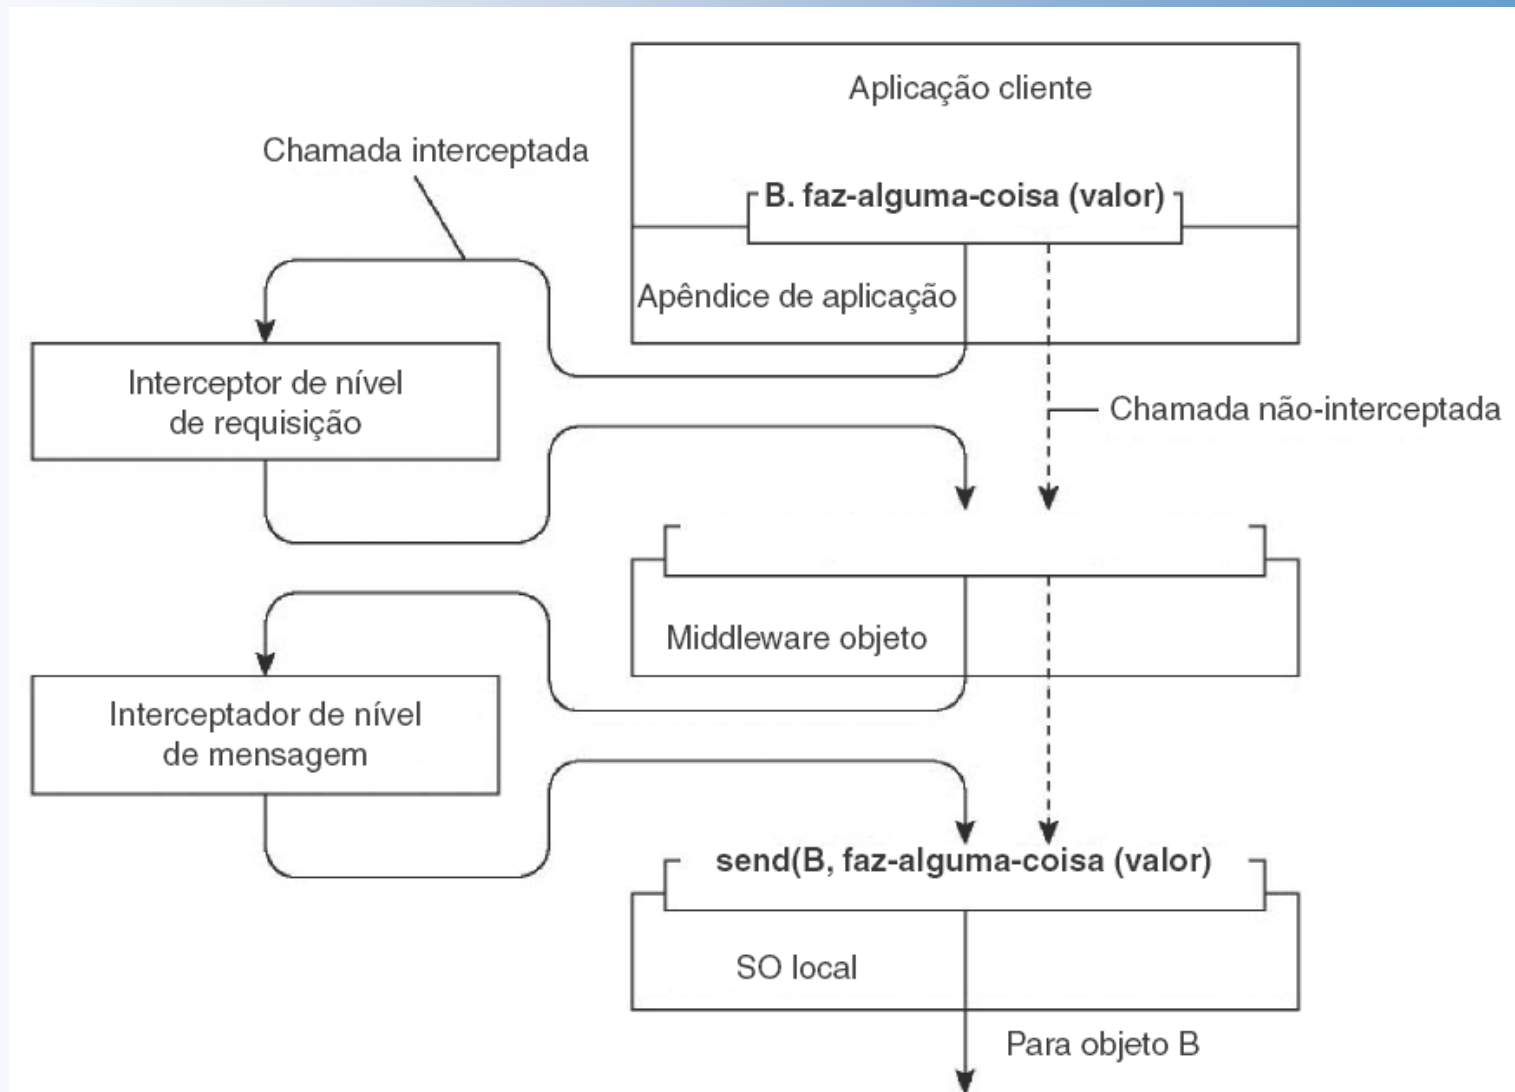 Aplicação cliente
Chamada interceptada
B. faz-alguma-coisa (valor)
Apêndice de aplicação
Interceptor de nível
de requisição
Chamada não-interceptada
Middleware objeto
Interceptador de nível
de mensagem
send(B, faz-alguma-coisa (valor)
SO local
Para objeto B